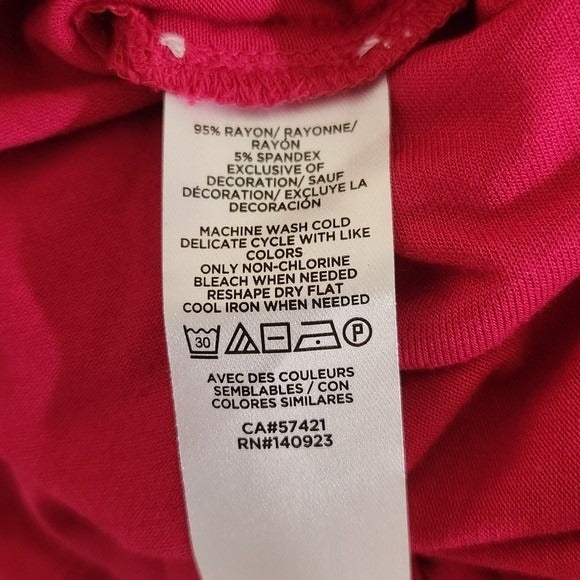 95% RAYON/ RAYONNE/
RAYÓN
5% SPANDEX
EXCLUSIVE OF
DECORATION/ SAUF
DÉCORATION/ EXCLUYE LA
DECORACIÓN
MACHINE WASH COLD
DELICATE CYCLE WITH LIKE
COLORS
ONLY NON-CHLORINE
BLEACH WHEN NEEDED
RESHAPE DRY FLAT
COOL IRON WHEN NEEDED
30 P
AVEC DES COULEURS
SEMBLABLES / CON
COLORES SIMILARES
CA#57421
RN#140923